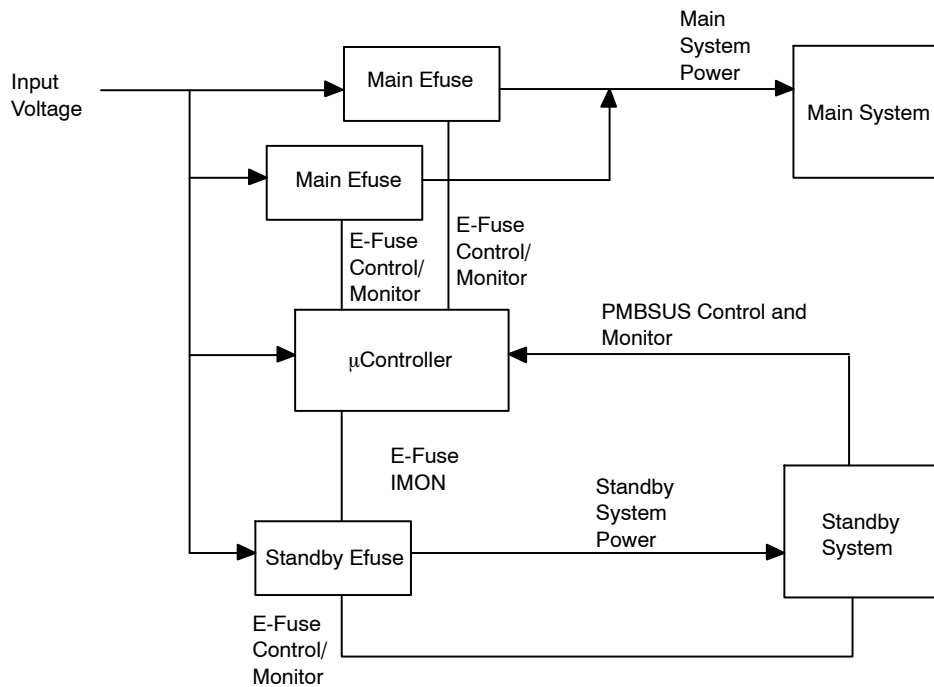 Main
System
Power
Input
Voltage
Main Efuse
Main System
Main Efuse
E-Fuse
Control/
Monitor
E-Fuse
Control/
Monitor
PMBSUS Control and
Monitor
μController
E-Fuse
IMON
Standby
System
Power
Standby
System
Standby Efuse
E-Fuse
Control/
Monitor